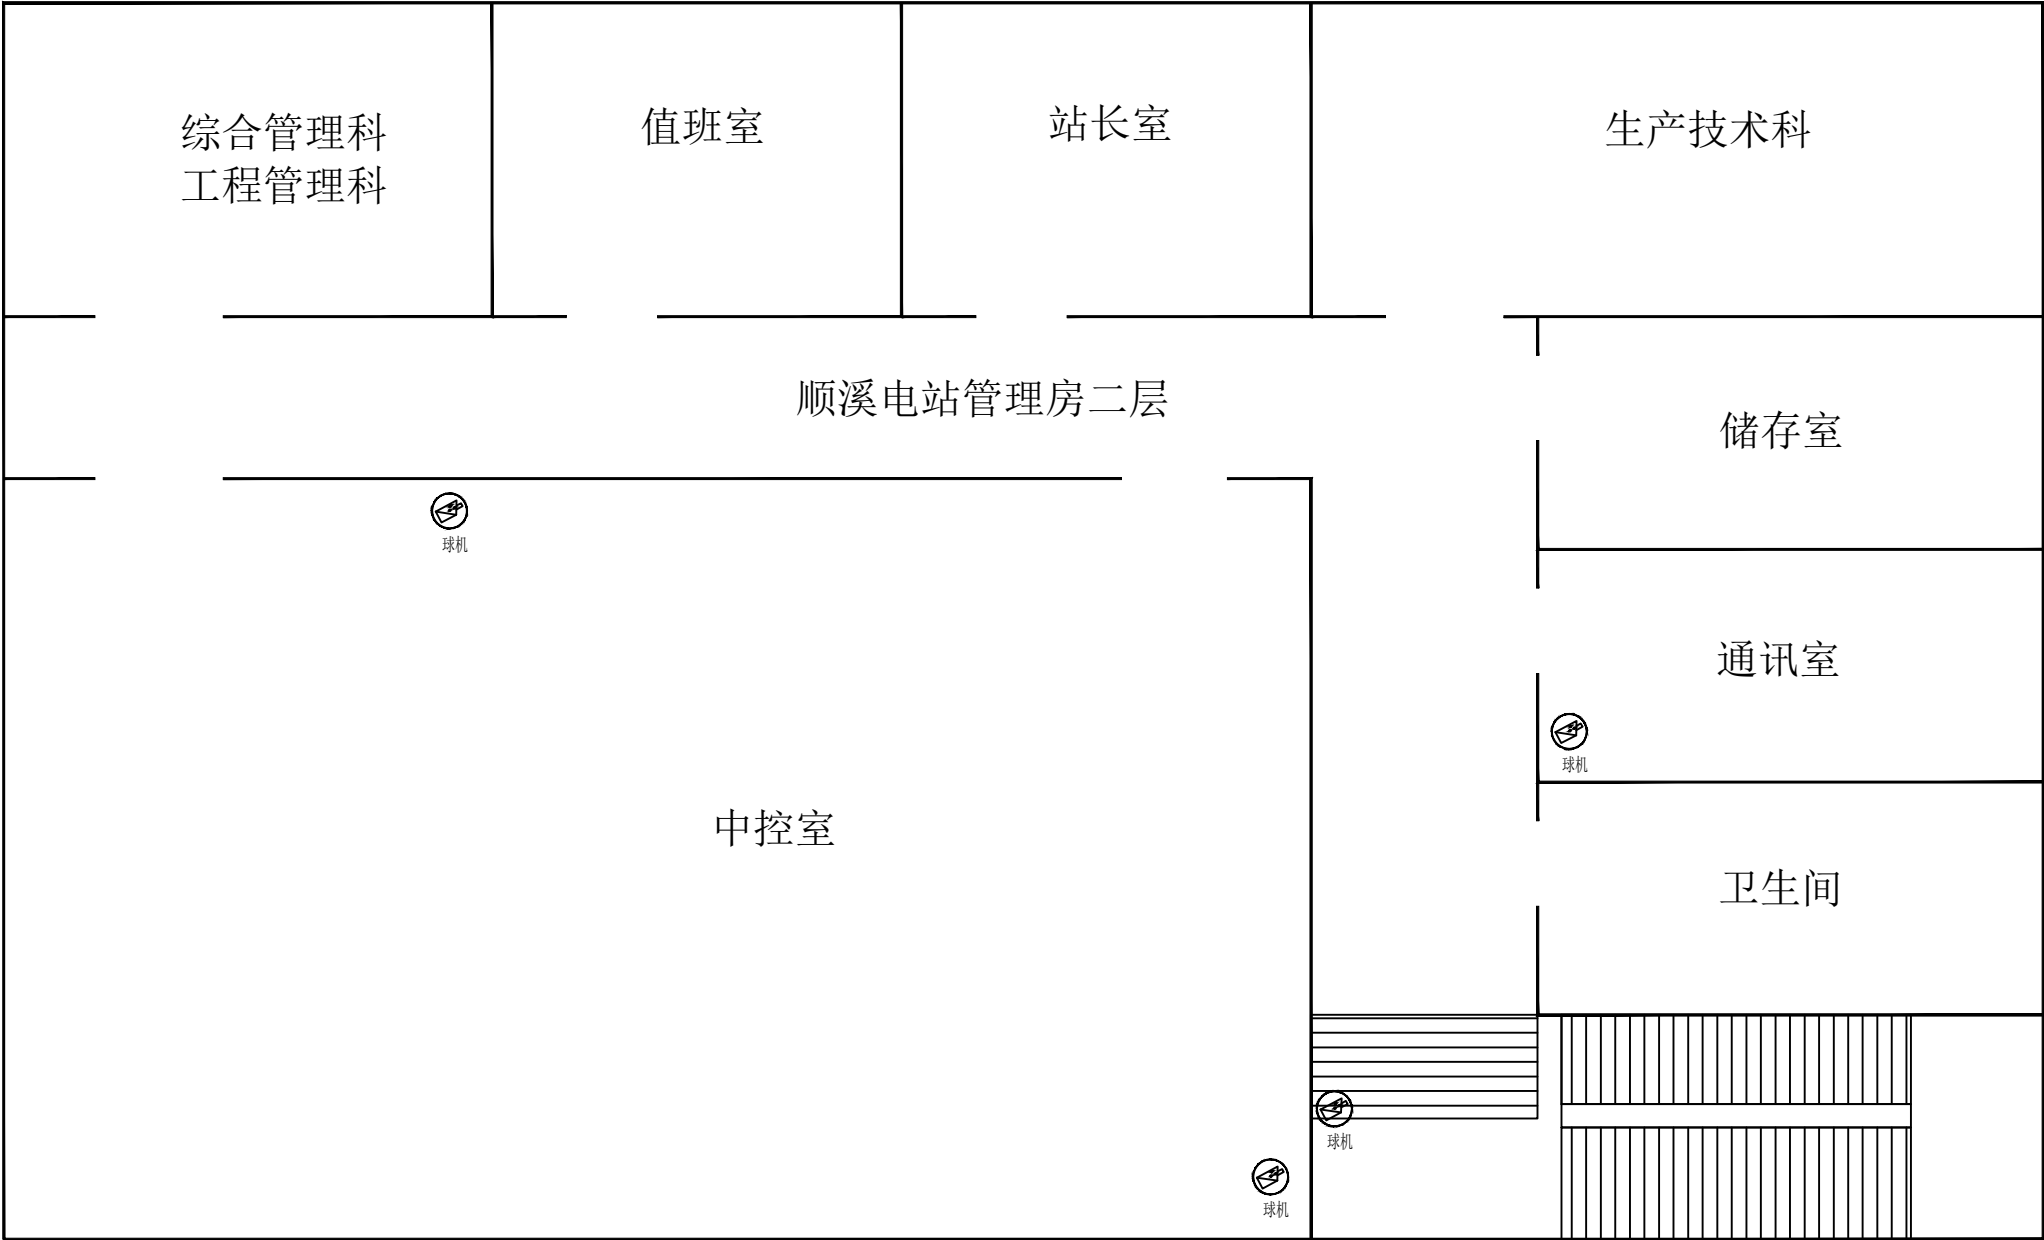 综合管理科
工程管理科
值班室
站长室
生产技术科
顺溪电站管理房二层
储存室
球机
通讯室
球机
中控室
卫生间
球机
球机